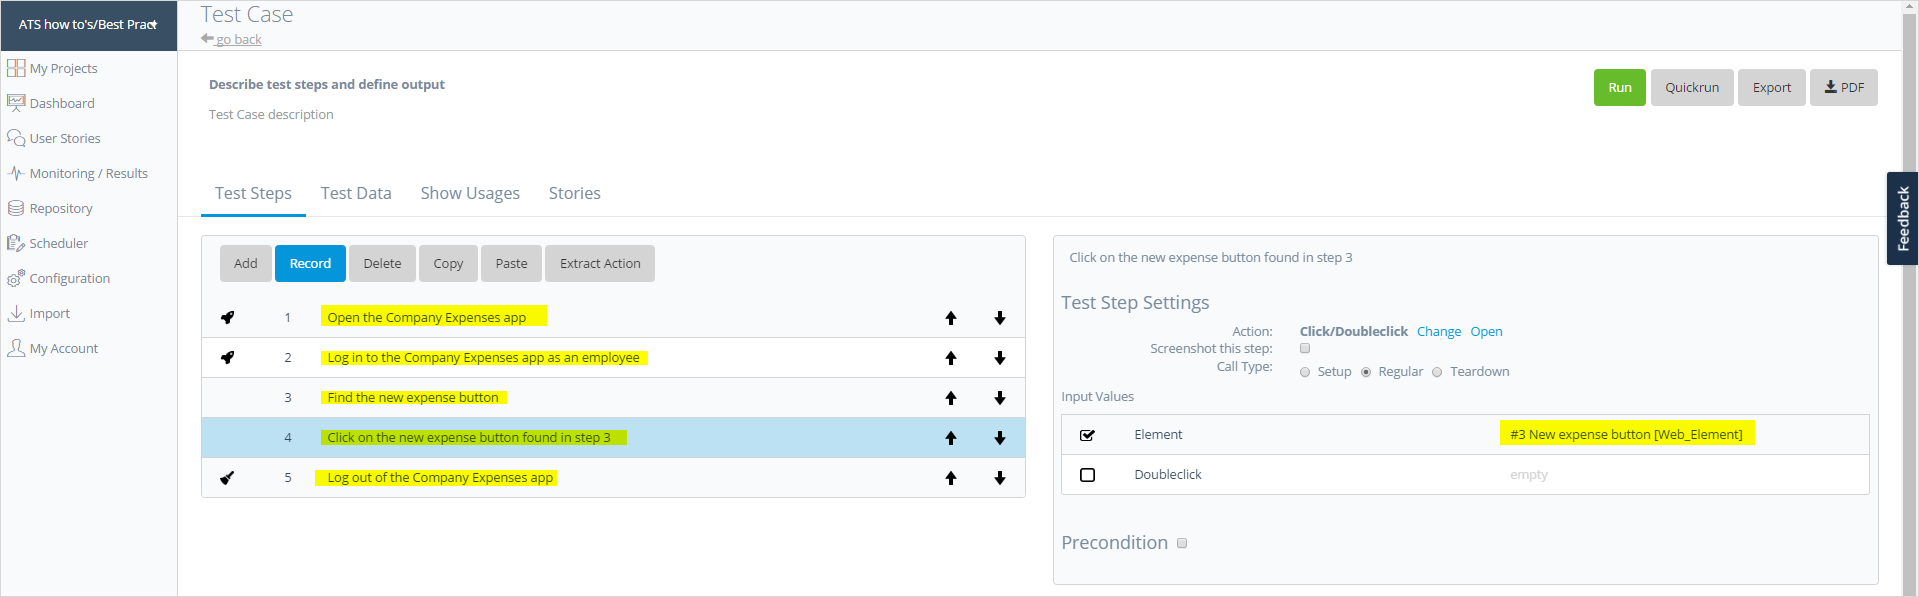 ATS how to's/Best Pract
My Projects
Dashboard
User Stories
Monitoring / Results
Repository
Scheduler
Configuration
Import
My Account
Test Case
go back
Describe test steps and define output
Test Case description
Run Quickrun Export PDF
Test Steps Test Data Show Usages Stories
Add Record Delete Copy Paste Extract Action
1 Open the Company Expenses app
2 Log in to the Company Expenses app as an employee
3 Find the new expense button
4 Click on the new expense button found in step 3
5 Log out of the Company Expenses app
Click on the new expense button found in step 3
Test Step Settings
Action: Click/Doubleclick Change Open
Screenshot this step:
Call Type: Setup Regular Teardown
Input Values
Element #3 New expense button [Web_Element]
Doubleclick empty
Precondition
Feedback